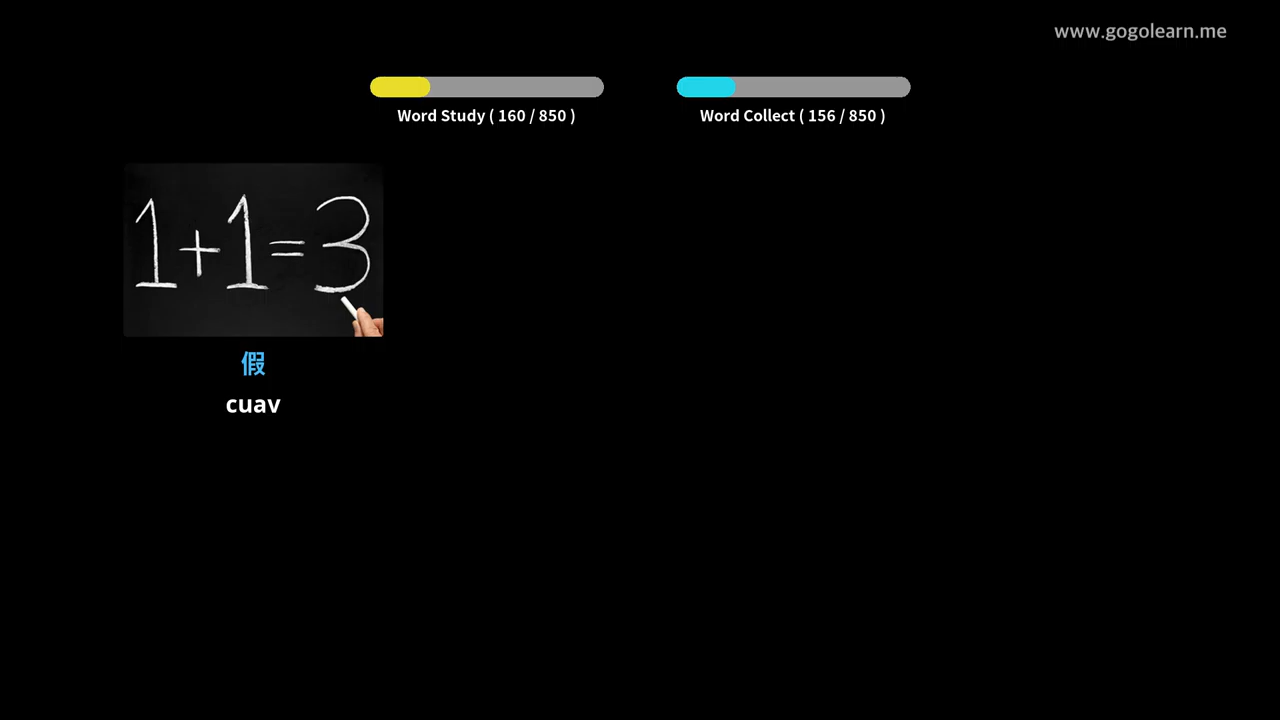 www.gogolearn.me
Word Study ( 160 / 850 )
Word Collect ( 156 / 850 )
1+1=3
假
cuav